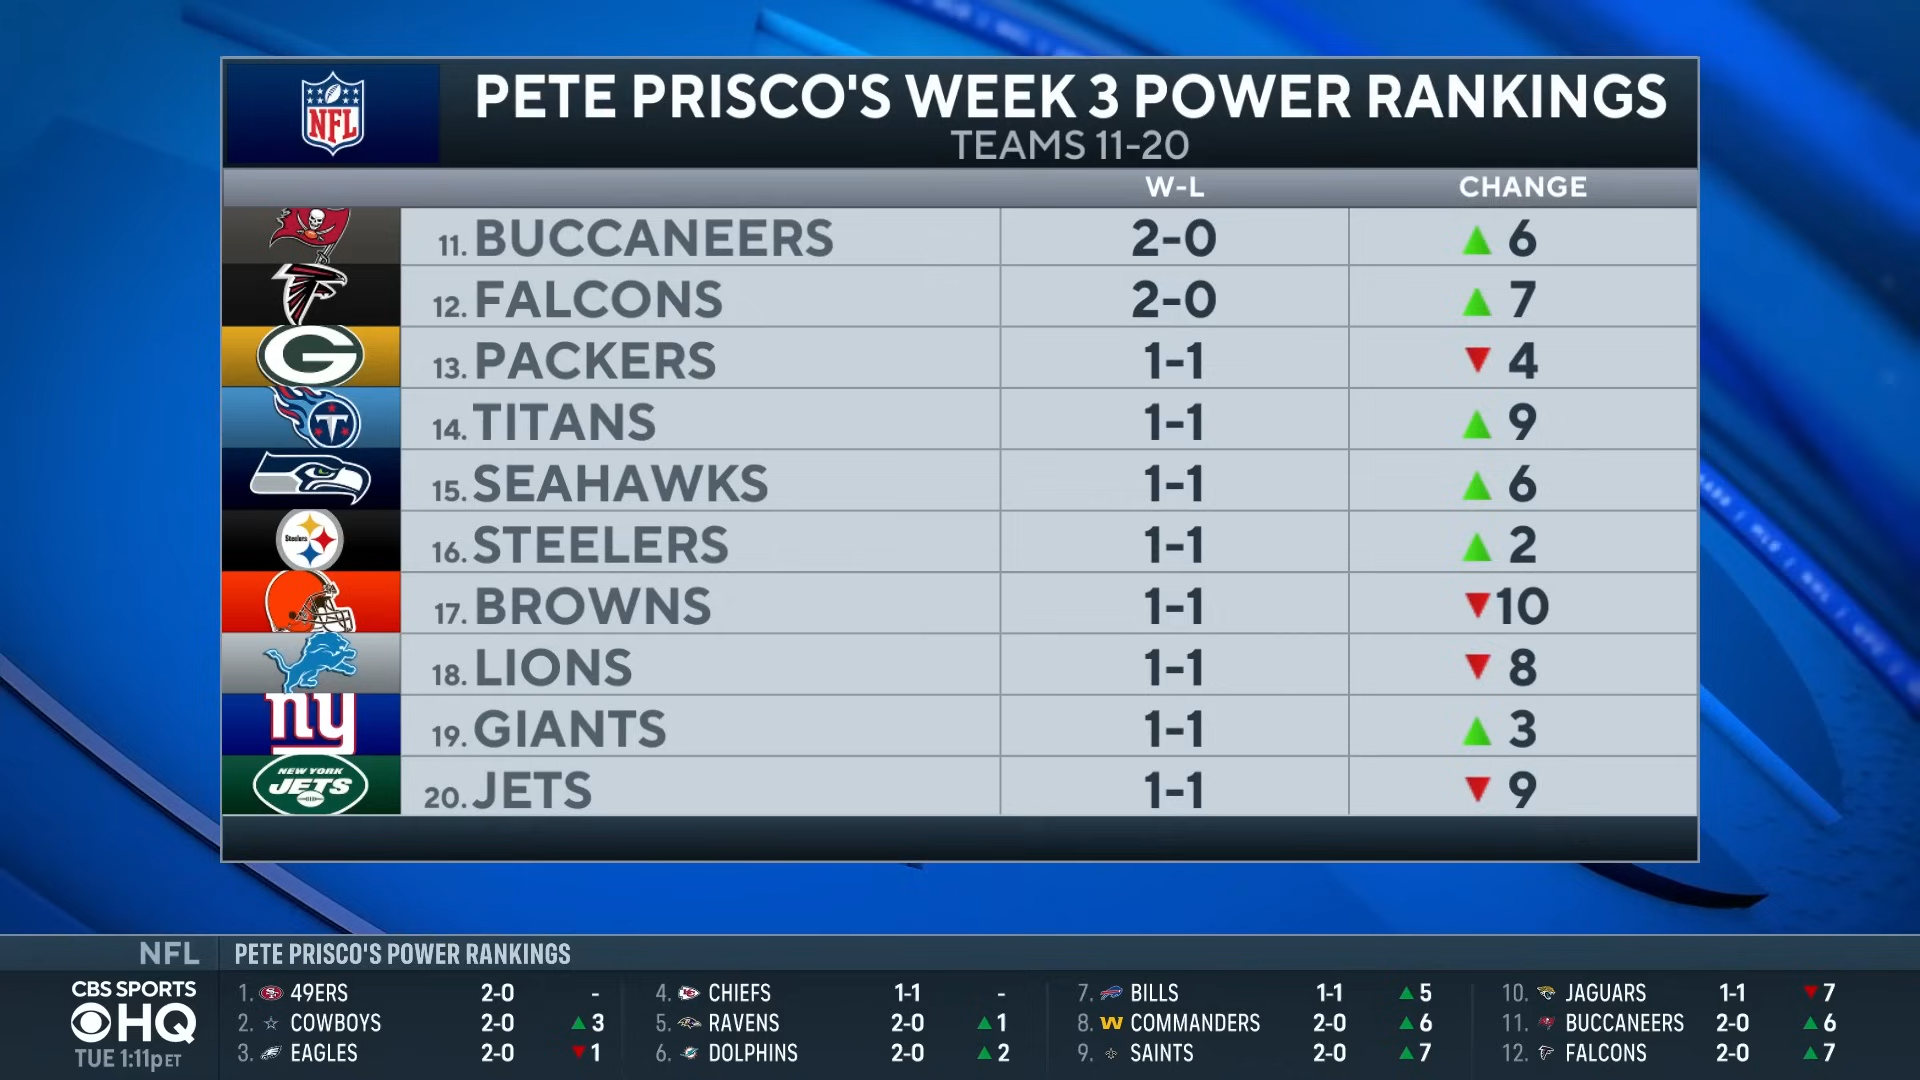 NFL
PETE PRISCO'S WEEK 3 POWER RANKINGS
TEAMS 11-20
W-L CHANGE
11. BUCCANEERS 2-0 ▲ 6
12. FALCONS 2-0 ▲ 7
G 13. PACKERS 1-1 ▼ 4
T 14. TITANS 1-1 ▲ 9
15. SEAHAWKS 1-1 ▲ 6
Steelers 16. STEELERS 1-1 ▲ 2
17. BROWNS 1-1 ▼ 10
18. LIONS 1-1 ▼ 8
ny 19. GIANTS 1-1 ▲ 3
NEW YORK
JETS 20. JETS 1-1 ▼ 9
NFL PETE PRISCO'S POWER RANKINGS
CBS SPORTS
HQ
TUE 1:11PET
1. 49ERS 2-0 -
2. COWBOYS 2-0 ▲ 3
3. EAGLES 2-0 ▼ 1
4. CHIEFS 1-1 -
5. RAVENS 2-0 ▲ 1
6. DOLPHINS 2-0 ▲ 2
7. BILLS 1-1 ▲ 5
8. W COMMANDERS 2-0 ▲ 6
9. SAINTS 2-0 ▲ 7
10. JAGUARS 1-1 ▼ 7
11. BUCCANEERS 2-0 ▲ 6
12. FALCONS 2-0 ▲ 7